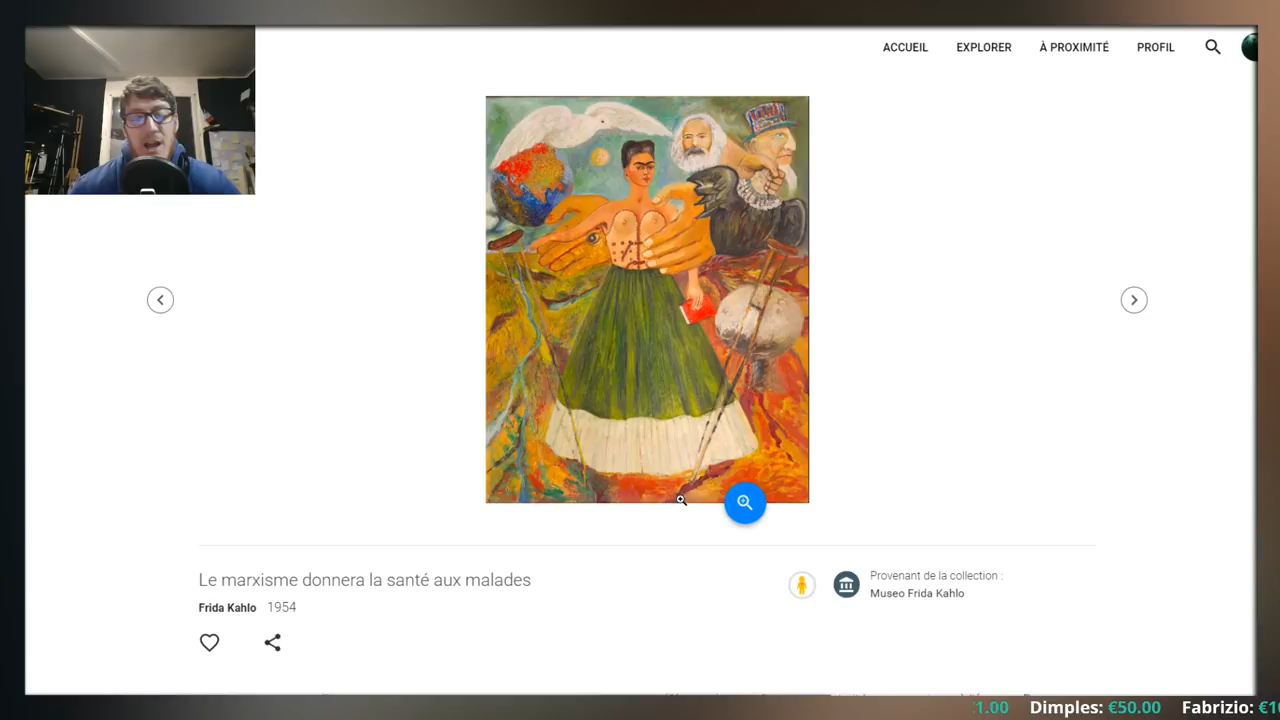 ACCUEIL EXPLORER À PROXIMITÉ PROFIL
Le marxisme donnera la santé aux malades
Frida Kahlo 1954
Provenant de la collection :
Museo Frida Kahlo
1.00 Dimples: €50.00 Fabrizio: €1